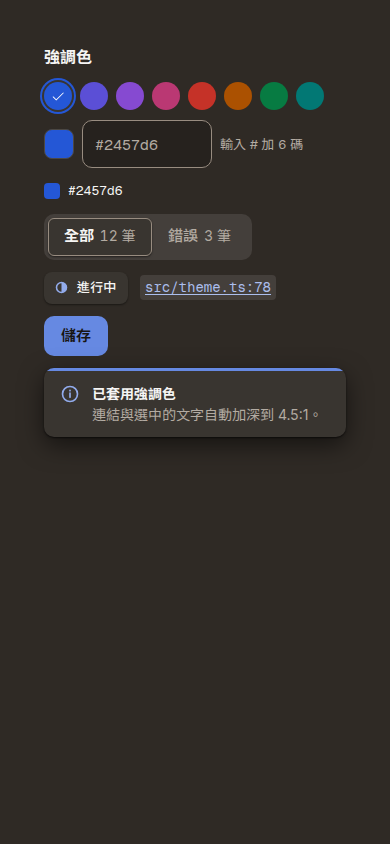 強調色
#2457d6 輸入 # 加 6 碼
#2457d6
全部 12 筆 錯誤 3 筆
進行中 src/theme.ts:78
儲存
已套用強調色
連結與選中的文字自動加深到 4.5:1。